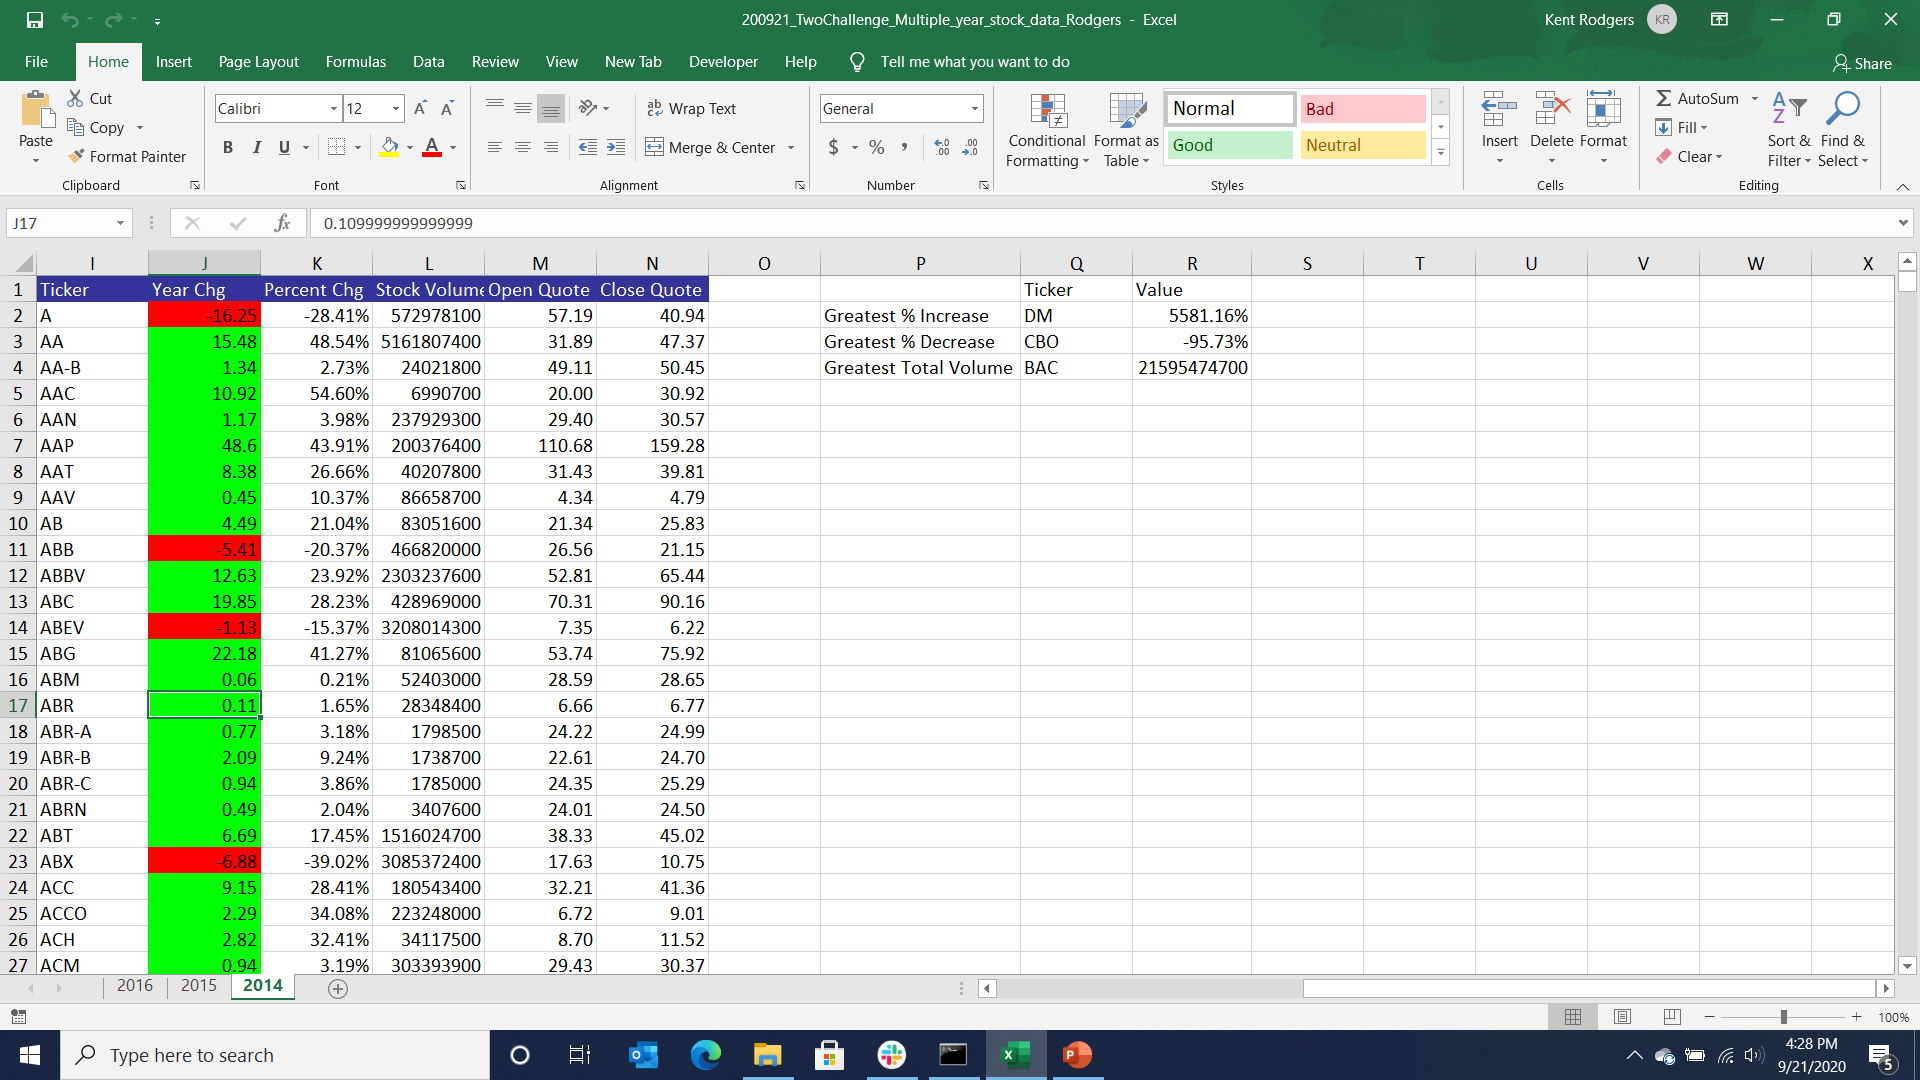 200921_TwoChallenge_Multiple_year_stock_data_Rodgers - Excel
Kent Rodgers KR
File Home Insert Page Layout Formulas Data Review View New Tab Developer Help Tell me what you want to do Share
Paste Cut Copy Format Painter Clipboard
Calibri 12 B I U A Font
Wrap Text Merge & Center Alignment
General $ % Number
Conditional Formatting Format as Table Normal Bad Good Neutral Styles
Insert Delete Format Cells
AutoSum Fill Clear Sort & Filter Find & Select Editing
J17 fx 0.109999999999999
I J K L M N O P Q R S T U V W X
1 Ticker Year Chg Percent Chg Stock Volume Open Quote Close Quote Ticker Value
2 A -16.25 -28.41% 572978100 57.19 40.94 Greatest % Increase DM 5581.16%
3 AA 15.48 48.54% 5161807400 31.89 47.37 Greatest % Decrease CBO -95.73%
4 AA-B 1.34 2.73% 24021800 49.11 50.45 Greatest Total Volume BAC 21595474700
5 AAC 10.92 54.60% 6990700 20.00 30.92
6 AAN 1.17 3.98% 237929300 29.40 30.57
7 AAP 48.6 43.91% 200376400 110.68 159.28
8 AAT 8.38 26.66% 40207800 31.43 39.81
9 AAV 0.45 10.37% 86658700 4.34 4.79
10 AB 4.49 21.04% 83051600 21.34 25.83
11 ABB -5.41 -20.37% 466820000 26.56 21.15
12 ABBV 12.63 23.92% 2303237600 52.81 65.44
13 ABC 19.85 28.23% 428969000 70.31 90.16
14 ABEV -1.13 -15.37% 3208014300 7.35 6.22
15 ABG 22.18 41.27% 81065600 53.74 75.92
16 ABM 0.06 0.21% 52403000 28.59 28.65
17 ABR 0.11 1.65% 28348400 6.66 6.77
18 ABR-A 0.77 3.18% 1798500 24.22 24.99
19 ABR-B 2.09 9.24% 1738700 22.61 24.70
20 ABR-C 0.94 3.86% 1785000 24.35 25.29
21 ABRN 0.49 2.04% 3407600 24.01 24.50
22 ABT 6.69 17.45% 1516024700 38.33 45.02
23 ABX -6.88 -39.02% 3085372400 17.63 10.75
24 ACC 9.15 28.41% 180543400 32.21 41.36
25 ACCO 2.29 34.08% 223248000 6.72 9.01
26 ACH 2.82 32.41% 34117500 8.70 11.52
27 ACM 0.94 3.19% 303393900 29.43 30.37
2016 2015 2014
100%
Type here to search
4:28 PM
9/21/2020
5